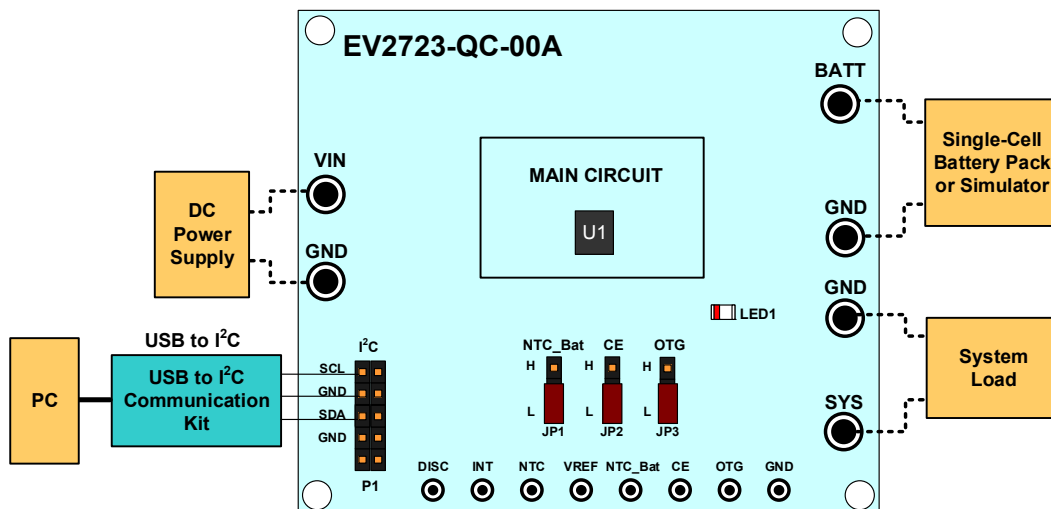 EV2723-QC-00A
BATT
Single-Cell
Battery Pack
or Simulator
VIN
MAIN CIRCUIT
U1
DC
Power
Supply
GND
GND
GND
LED1
USB to I²C
I²C
NTC_Bat CE OTG
H H H
PC
USB to I²C
Communication
Kit
SCL
GND
SDA
GND
L L L
JP1 JP2 JP3
System
Load
SYS
DISC INT NTC VREF NTC_Bat CE OTG GND
P1